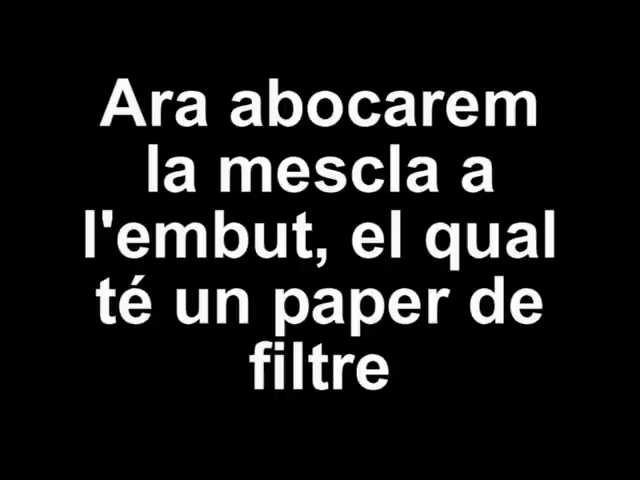 Ara abocarem
la mescla a
l'embut, el qual
té un paper de
filtre